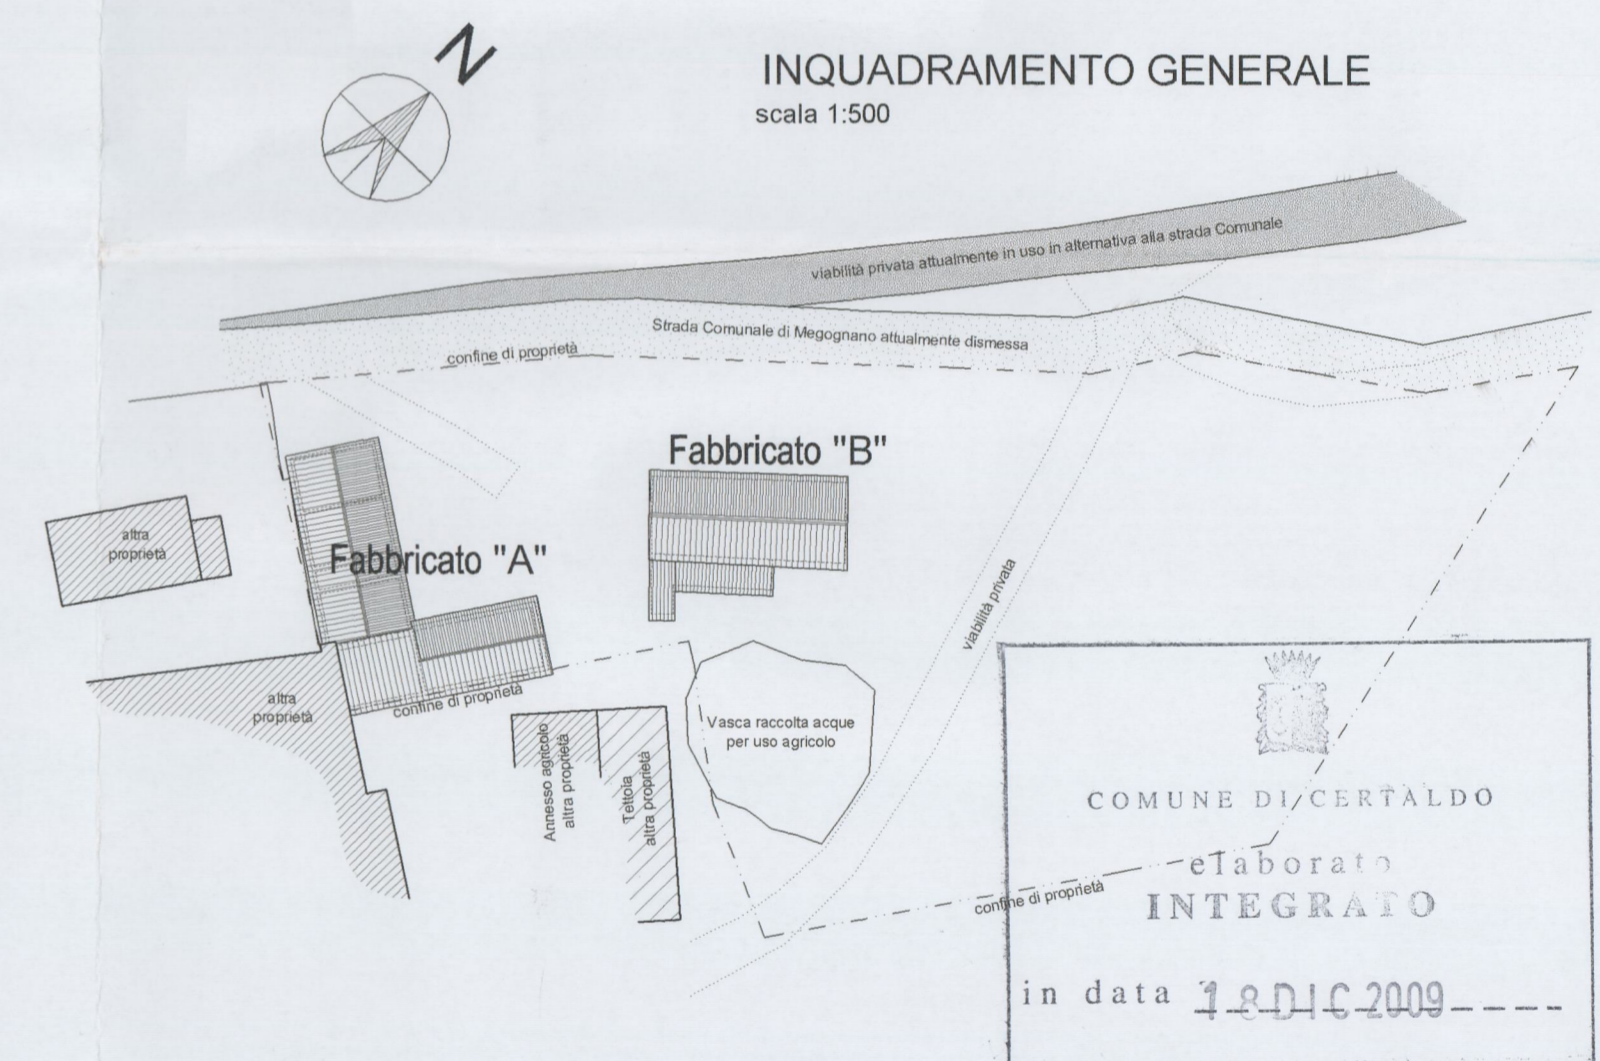 N
INQUADRAMENTO GENERALE
scala 1:500
viabilità privata attualmente in uso in alternativa alla strada Comunale
Strada Comunale di Megognano attualmente dismessa
confine di proprietà
Fabbricato "B"
altra
proprietà
Fabbricato "A"
viabilità privata
altra
proprietà
confine di proprietà
Vasca raccolta acque
per uso agricolo
Annesso agricolo
altra proprietà
Tettoia
altra proprietà
confine di proprietà
COMUNE DI CERTALDO
elaborato
INTEGRATO
in data 18 DIC 2009